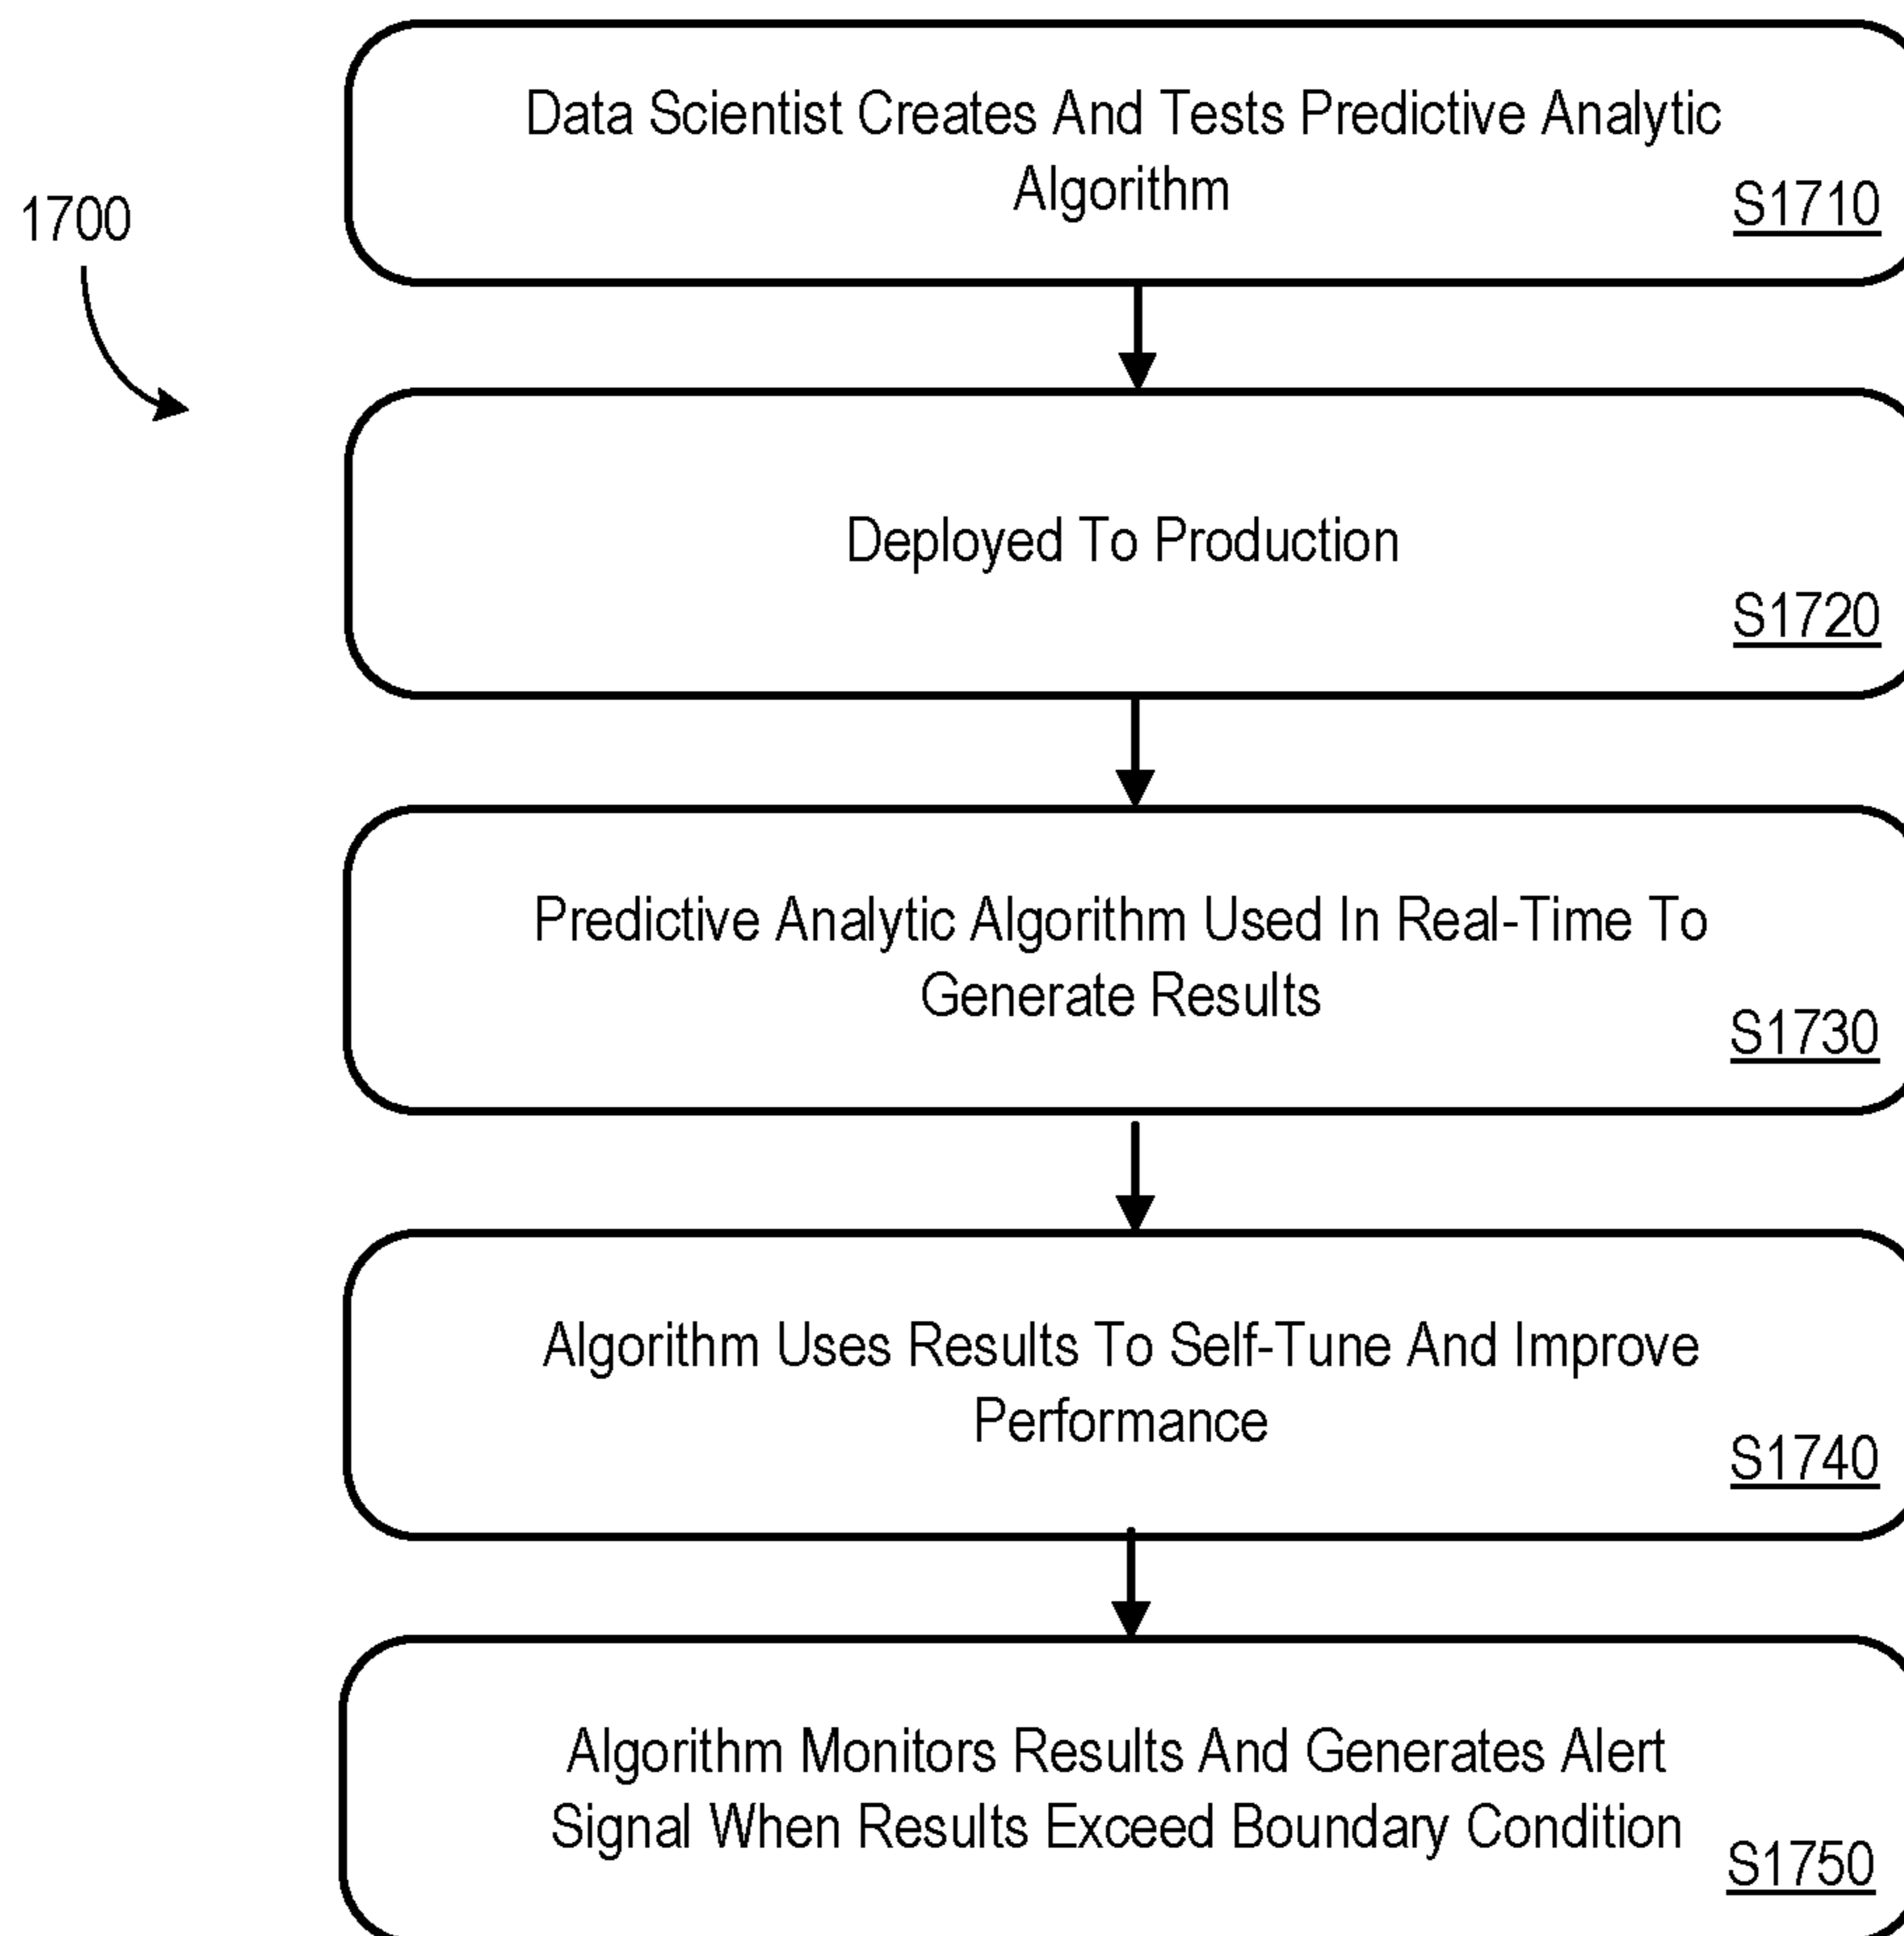 Data Scientist Creates And Tests Predictive Analytic
Algorithm
S1710
1700
Deployed To Production
S1720
Predictive Analytic Algorithm Used In Real-Time To
Generate Results
S1730
Algorithm Uses Results To Self-Tune And Improve
Performance
S1740
Algorithm Monitors Results And Generates Alert
Signal When Results Exceed Boundary Condition
S1750